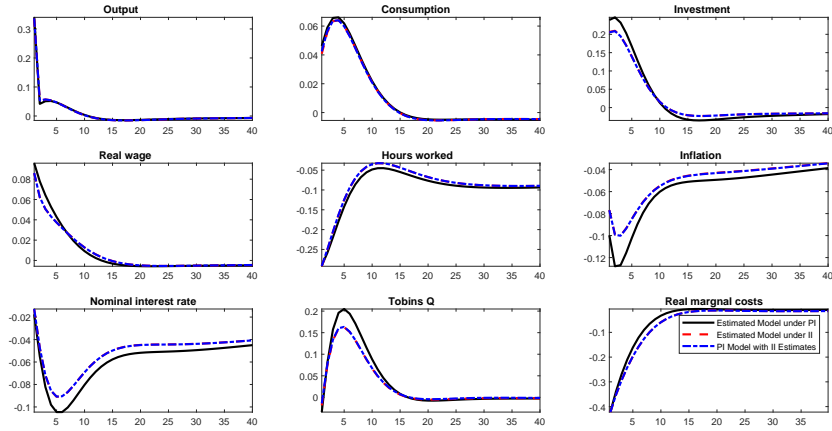 Output
0.3
0.2
0.1
0
5 10 15 20 25 30 35 40
Consumption
0.06
0.04
0.02
0
5 10 15 20 25 30 35 40
Investment
0.2
0.15
0.1
0.05
0
5 10 15 20 25 30 35 40
Real wage
0.08
0.06
0.04
0.02
0
5 10 15 20 25 30 35 40
Hours worked
-0.05
-0.1
-0.15
-0.2
-0.25
5 10 15 20 25 30 35 40
Inflation
-0.04
-0.06
-0.08
-0.1
-0.12
5 10 15 20 25 30 35 40
Nominal interest rate
-0.02
-0.04
-0.06
-0.08
-0.1
5 10 15 20 25 30 35 40
Tobins Q
0.2
0.15
0.1
0.05
0
5 10 15 20 25 30 35 40
Real margnal costs
-0.1
-0.2
-0.3
-0.4
Estimated Model under PI
Estimated Model under II
PI Model with II Estimates
5 10 15 20 25 30 35 40